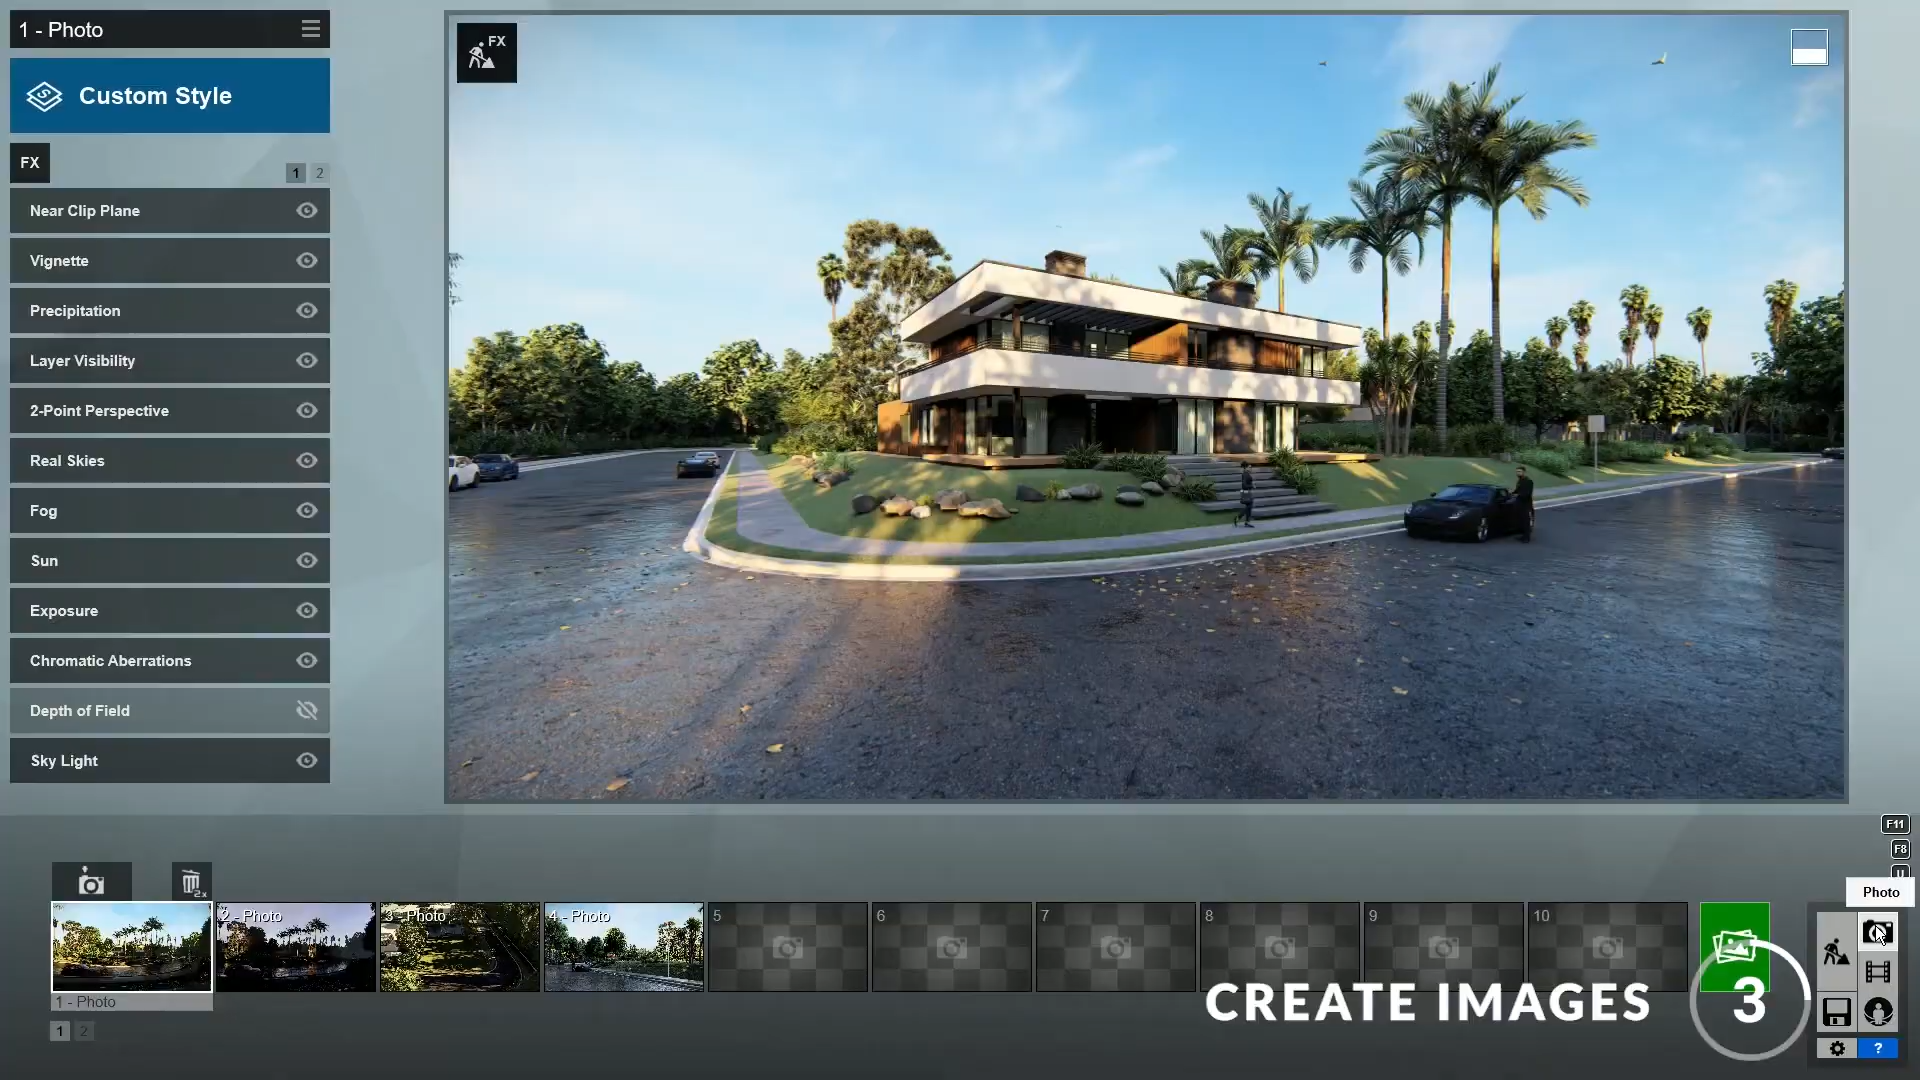 1 - Photo
Custom Style
FX
1 2
Near Clip Plane
Vignette
Precipitation
Layer Visibility
2-Point Perspective
Real Skies
Fog
Sun
Exposure
Chromatic Aberrations
Depth of Field
Sky Light
FX
F11
F8
U
Photo
2x
2 - Photo
3 - Photo
4 - Photo
5
6
7
8
9
10
1 - Photo
1 2
CREATE IMAGES
3
?